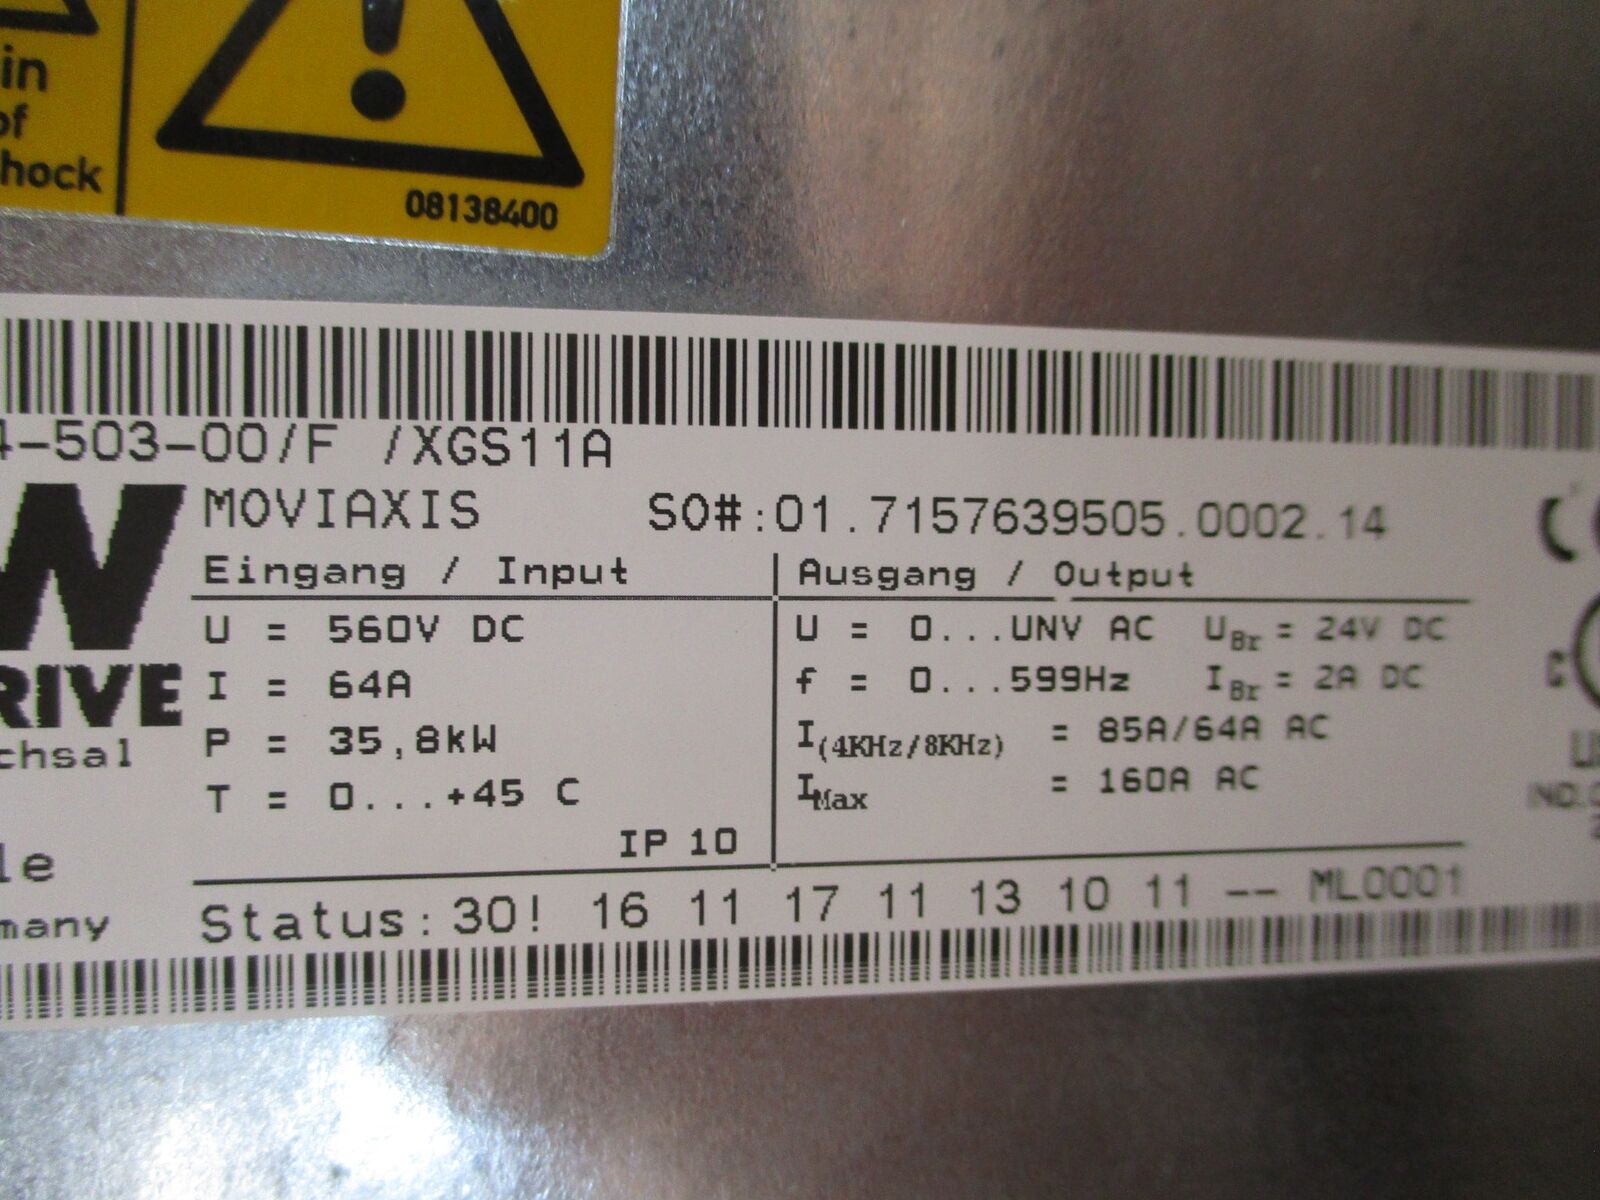 in
of
hock
08138400
4-503-00/F /XGS11A
W
MOVIAXIS SO#:01.7157639505.0002.14
Eingang / Input
Ausgang / Output
U = 560V DC
I = 64A
P = 35,8kW
T = 0...+45 C
IP 10
U = 0...UNV AC UBr = 24V DC
f = 0...599Hz IBr = 2A DC
I(4KHz/8KHz) = 85A/64A AC
IMax = 160A AC
RIVE
chsal
le
many
Status:30! 16 11 17 11 13 10 11 -- ML0001
C
IND.